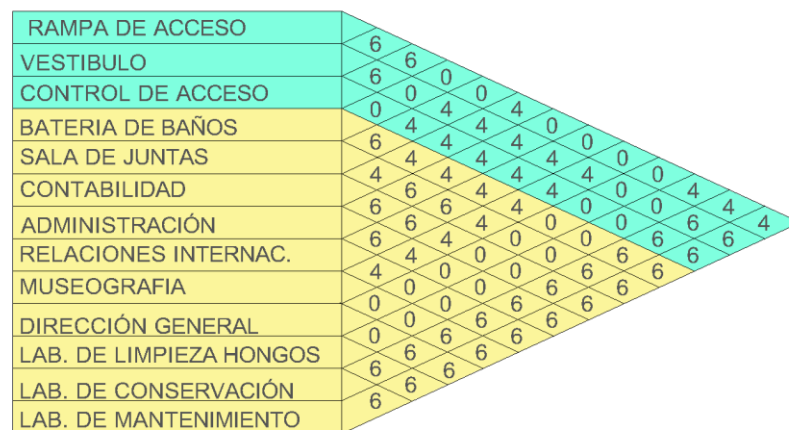 RAMPA DE ACCESO
6
VESTIBULO
6
6 0
CONTROL DE ACCESO
0 0
0 4 4
BATERIA DE BAÑOS
4 4 0
6 4 4 0
SALA DE JUNTAS
4 4 4 0
4 4 4 4 0
CONTABILIDAD
6 4 4 0 4
6 6 4 0 0 4
ADMINISTRACIÓN
6 4 0 0 6 4
6 4 0 0 6 6
RELACIONES INTERNAC.
4 0 0 6 6
4 0 0 6 6
MUSEOGRAFIA
0 0 6 6
0 0 6 6
DIRECCIÓN GENERAL
0 6 6
0 6 6
LAB. DE LIMPIEZA HONGOS
6 6
6 6
LAB. DE CONSERVACIÓN
6
6
LAB. DE MANTENIMIENTO